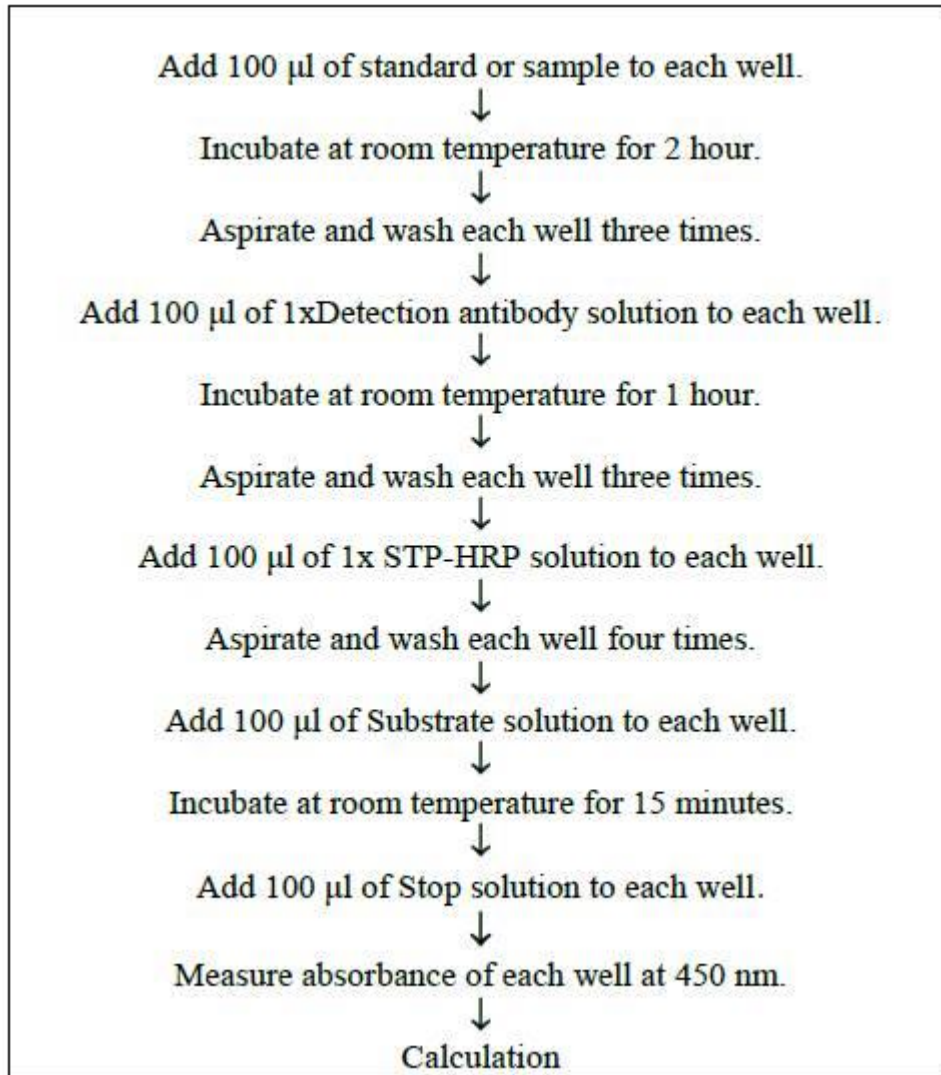 Add 100 μl of standard or sample to each well.
↓
Incubate at room temperature for 2 hour.
↓
Aspirate and wash each well three times.
↓
Add 100 μl of 1xDetection antibody solution to each well.
↓
Incubate at room temperature for 1 hour.
↓
Aspirate and wash each well three times.
↓
Add 100 μl of 1x STP-HRP solution to each well.
↓
Aspirate and wash each well four times.
↓
Add 100 μl of Substrate solution to each well.
↓
Incubate at room temperature for 15 minutes.
↓
Add 100 μl of Stop solution to each well.
↓
Measure absorbance of each well at 450 nm.
↓
Calculation